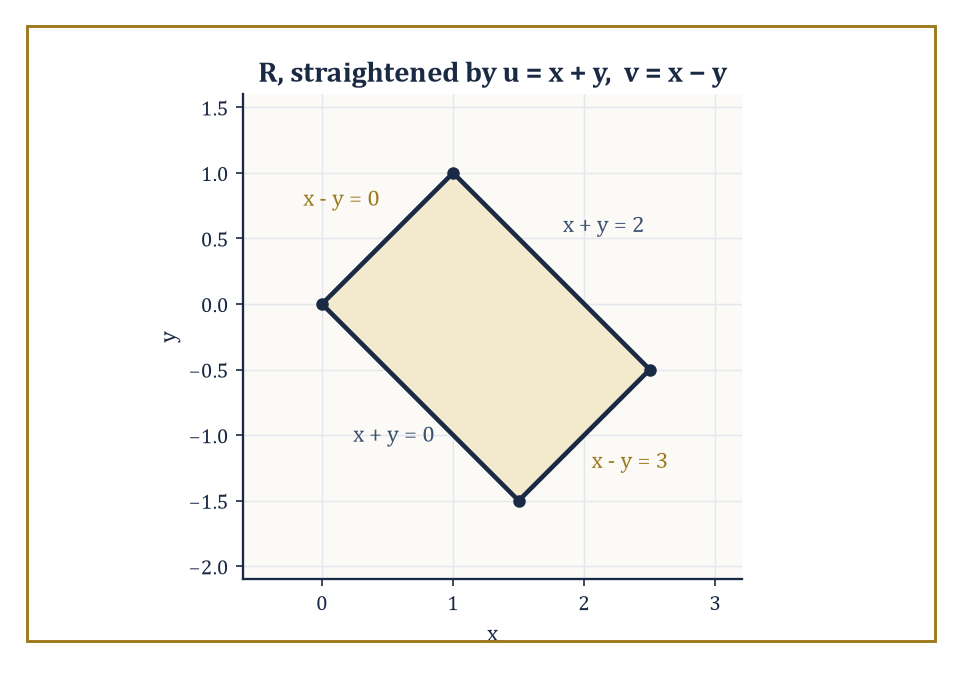 R, straightened by u = x + y, v = x − y
1.5
1.0
0.5
0.0
−0.5
−1.0
−1.5
−2.0
y
x - y = 0
x + y = 2
x + y = 0
x - y = 3
0 1 2 3
x